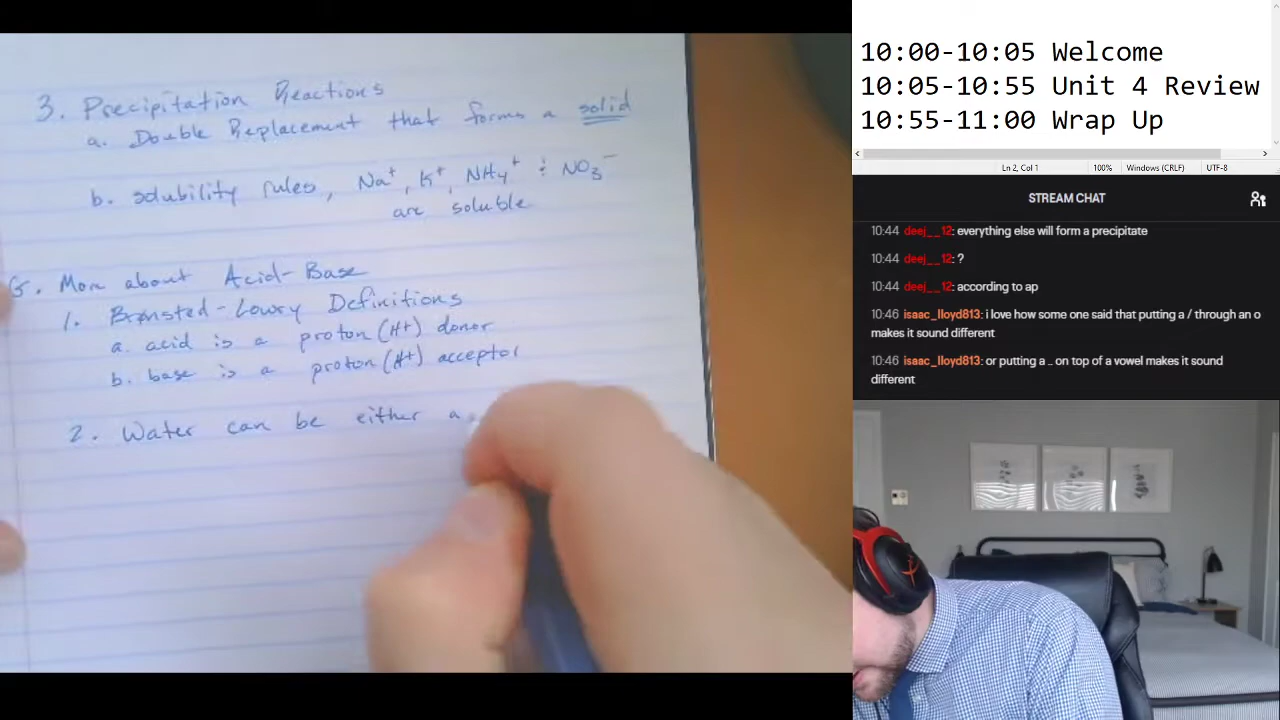 3. Precipitation Reactions
a. Double Replacement that forms a solid
b. solubility rules, Na+, K+, NH4+ : NO3-
are soluble
G. More about Acid-Base
1. Brønsted-Lowry Definitions
a. acid is a proton (H+) donor
b. base is a proton (H+) acceptor
2. Water can be either a
10:00-10:05 Welcome
10:05-10:55 Unit 4 Review
10:55-11:00 Wrap Up
Ln 2, Col 1 100% Windows (CRLF) UTF-8
STREAM CHAT
10:44 deej__12: everything else will form a precipitate
10:44 deej__12: ?
10:44 deej__12: according to ap
10:46 isaac_lloyd813: i love how some one said that putting a / through an o
makes it sound different
10:46 isaac_lloyd813: or putting a .. on top of a vowel makes it sound
different